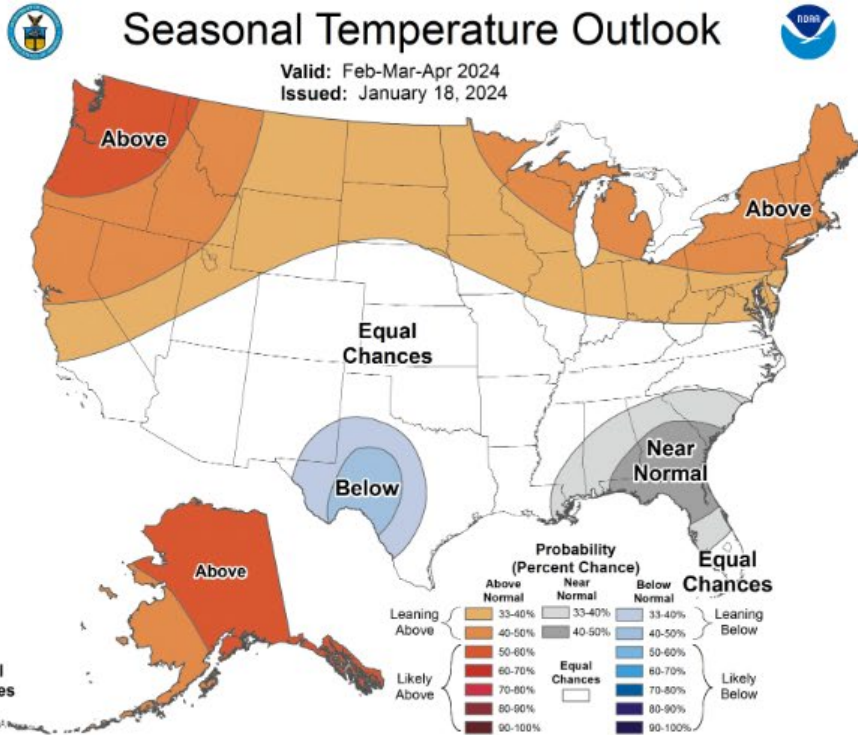 Seasonal Temperature Outlook
NOAA
Valid: Feb-Mar-Apr 2024
Issued: January 18, 2024
Above
Above
Equal
Chances
Near
Normal
Below
Above
Equal
Chances
Probability
(Percent Chance)
Above
Normal
Near
Normal
Below
Normal
Leaning
Above
33-40%
33-40%
33-40%
Leaning
Below
40-50%
40-50%
40-50%
Likely
Above
50-60%
60-70%
70-80%
80-90%
90-100%
Equal
Chances
50-60%
60-70%
70-80%
80-90%
90-100%
Likely
Below
l
es